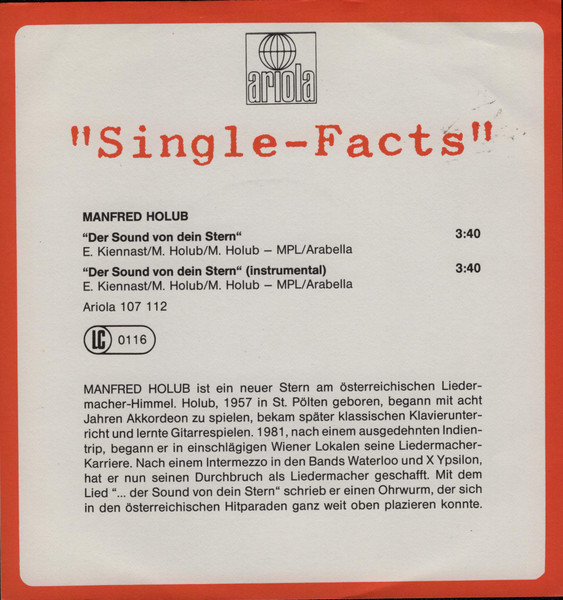 ariola
"Single-Facts"
MANFRED HOLUB
“Der Sound von dein Stern“ 3:40
E. Kiennast/M. Holub/M. Holub – MPL/Arabella
“Der Sound von dein Stern“ (instrumental) 3:40
E. Kiennast/M. Holub/M. Holub – MPL/Arabella
Ariola 107 112
LC 0116
MANFRED HOLUB ist ein neuer Stern am österreichischen Lieder-
macher-Himmel. Holub, 1957 in St. Pölten geboren, begann mit acht
Jahren Akkordeon zu spielen, bekam später klassischen Klavierunter-
richt und lernte Gitarrespielen. 1981, nach einem ausgedehnten Indien-
trip, begann er in einschlägigen Wiener Lokalen seine Liedermacher-
Karriere. Nach einem Intermezzo in den Bands Waterloo und X Ypsilon,
hat er nun seinen Durchbruch als Liedermacher geschafft. Mit dem
Lied “... der Sound von dein Stern“ schrieb er einen Ohrwurm, der sich
in den österreichischen Hitparaden ganz weit oben plazieren konnte.